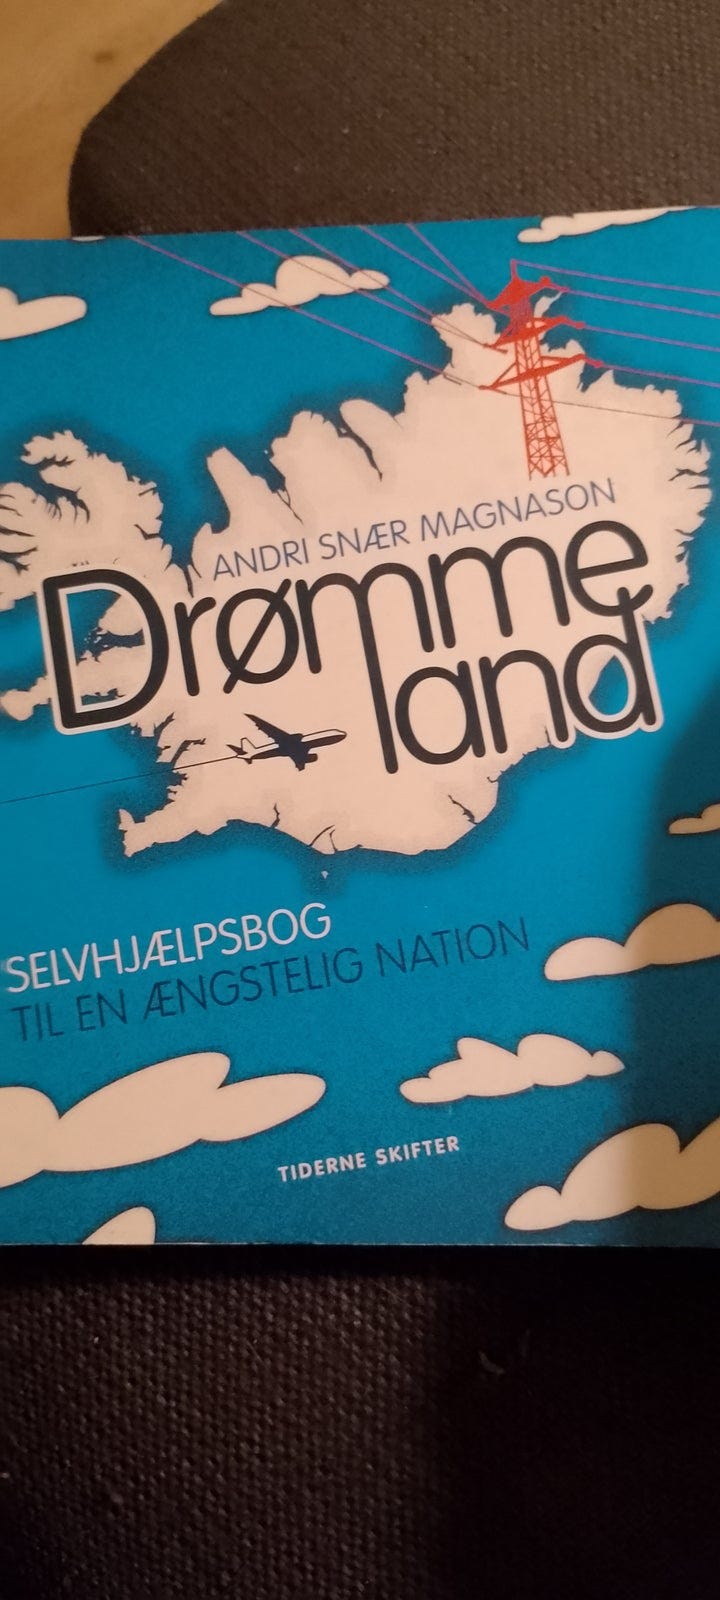 ANDRI SNÆR MAGNASON
Drømme
land
SELVHJÆLPSBOG
TIL EN ÆNGSTELIG NATION
TIDERNE SKIFTER